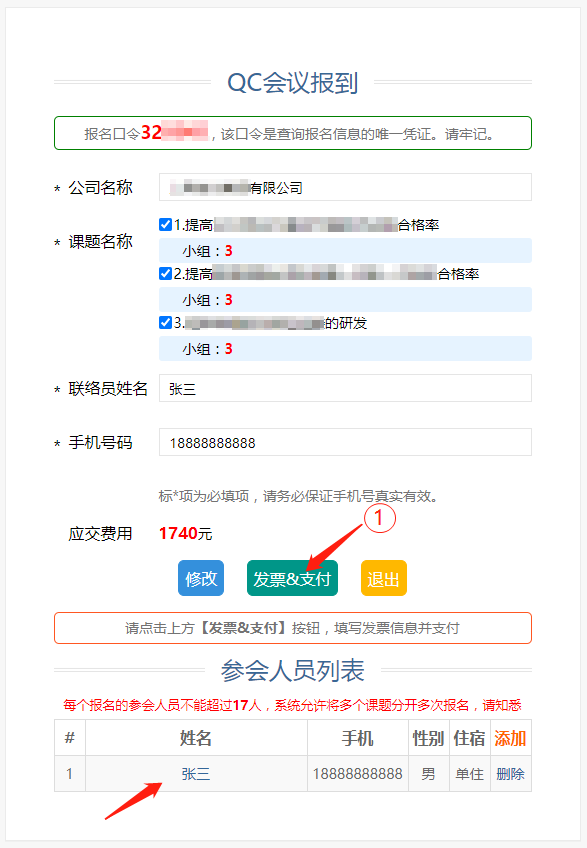 QC会议报到
报名口令32，该口令是查询报名信息的唯一凭证。请牢记。
* 公司名称 有限公司
* 课题名称 1.提高合格率
小组：3
2.提高合格率
小组：3
3.的研发
小组：3
* 联络员姓名 张三
* 手机号码 18888888888
标*项为必填项，请务必保证手机号真实有效。
应交费用 1740元
1
修改 发票&支付 退出
请点击上方【发票&支付】按钮，填写发票信息并支付
参会人员列表
每个报名的参会人员不能超过17人，系统允许将多个课题分开多次报名，请知悉
# 姓名 手机 性别 住宿 添加
1 张三 18888888888 男 单住 删除